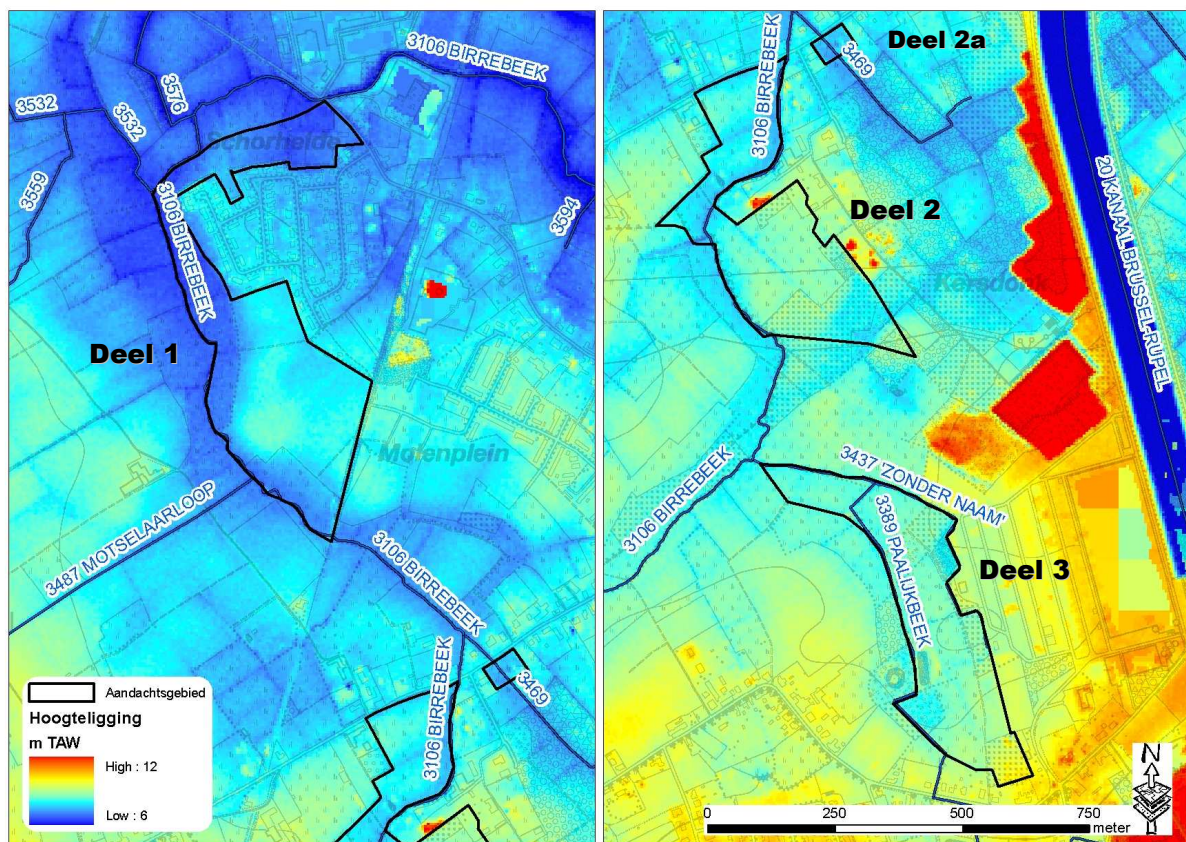 3106 BIRREBEEK
3532
3578
3532
Schorheide
3559
3106 BIRREBEEK
3594
Deel 1
Molenplein
3487 MOTSELAARLOOP
3106 BIRREBEEK
3469
3106 BIRREBEEK
Aandachtsgebied
Hoogteligging
m TAW
High : 12
Low : 6
Deel 2a
3469
3106 BIRREBEEK
20 KANAAL BRUSSEL-RUPEL
Deel 2
Kersdonk
3437 'ZONDER NAAM'
3106 BIRREBEEK
3389 PAALIJKBEEK
Deel 3
N
0 250 500 750
meter